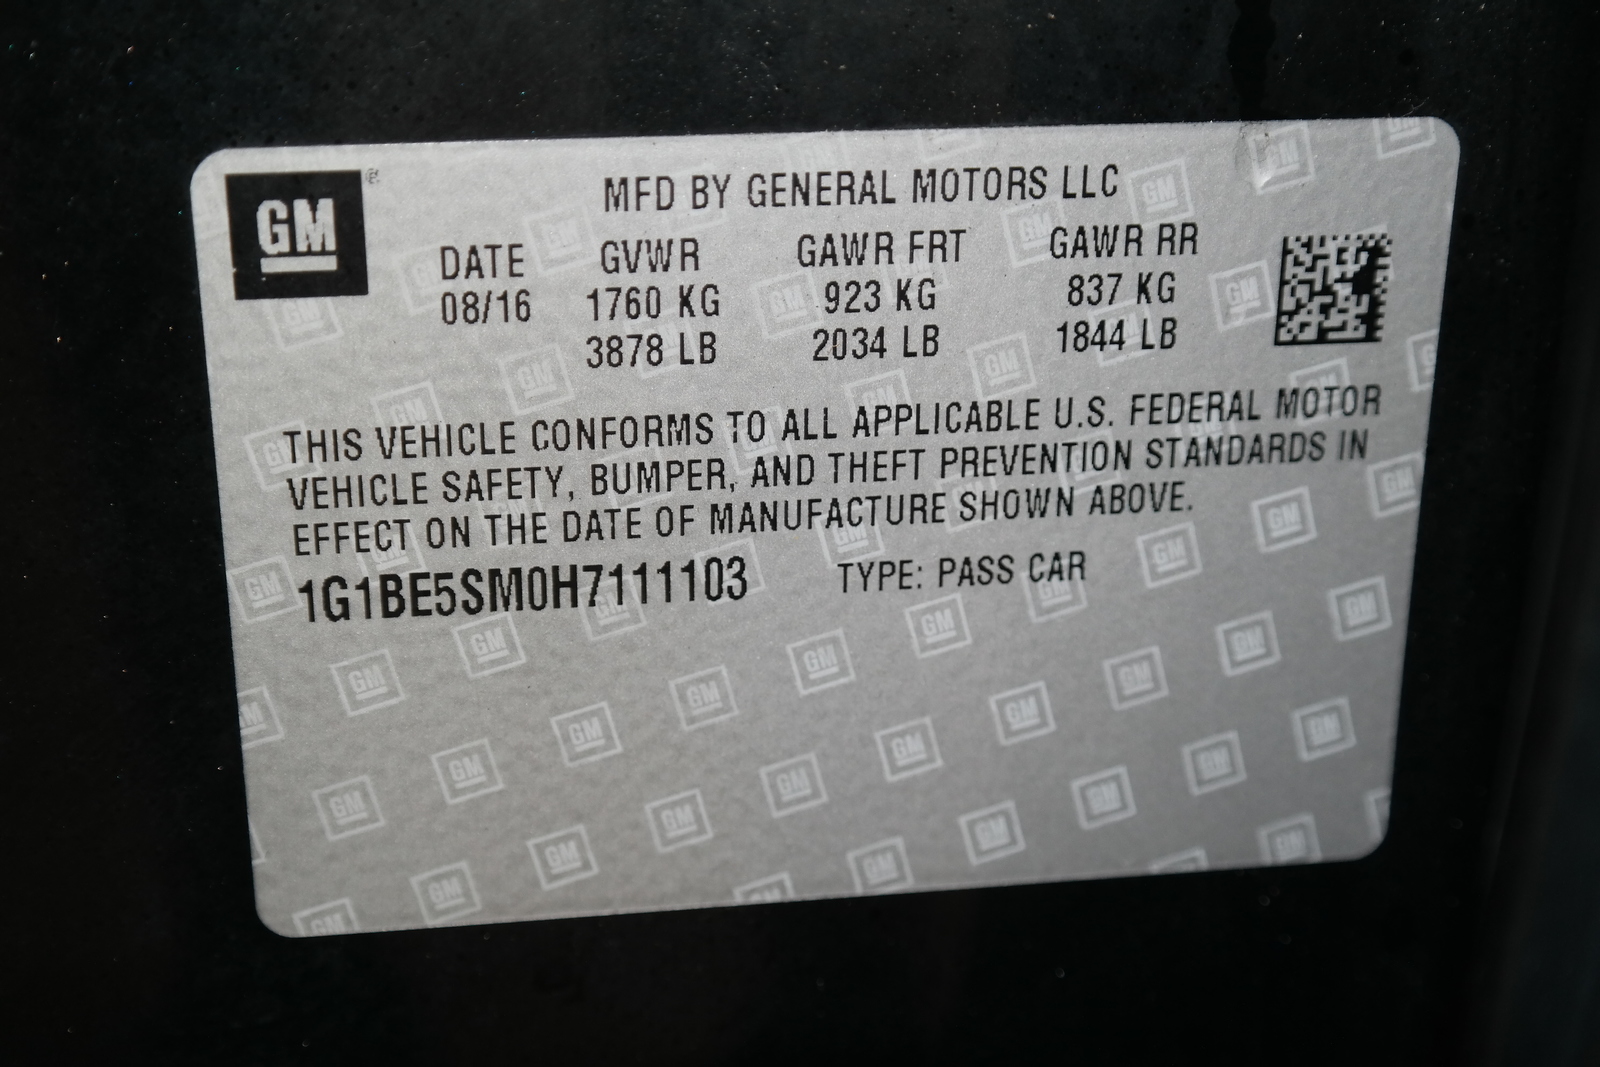 GM
MFD BY GENERAL MOTORS LLC
DATE GVWR GAWR FRT GAWR RR
08/16 1760 KG 923 KG 837 KG
3878 LB 2034 LB 1844 LB
THIS VEHICLE CONFORMS TO ALL APPLICABLE U.S. FEDERAL MOTOR
VEHICLE SAFETY, BUMPER, AND THEFT PREVENTION STANDARDS IN
EFFECT ON THE DATE OF MANUFACTURE SHOWN ABOVE.
1G1BE5SM0H7111103 TYPE: PASS CAR